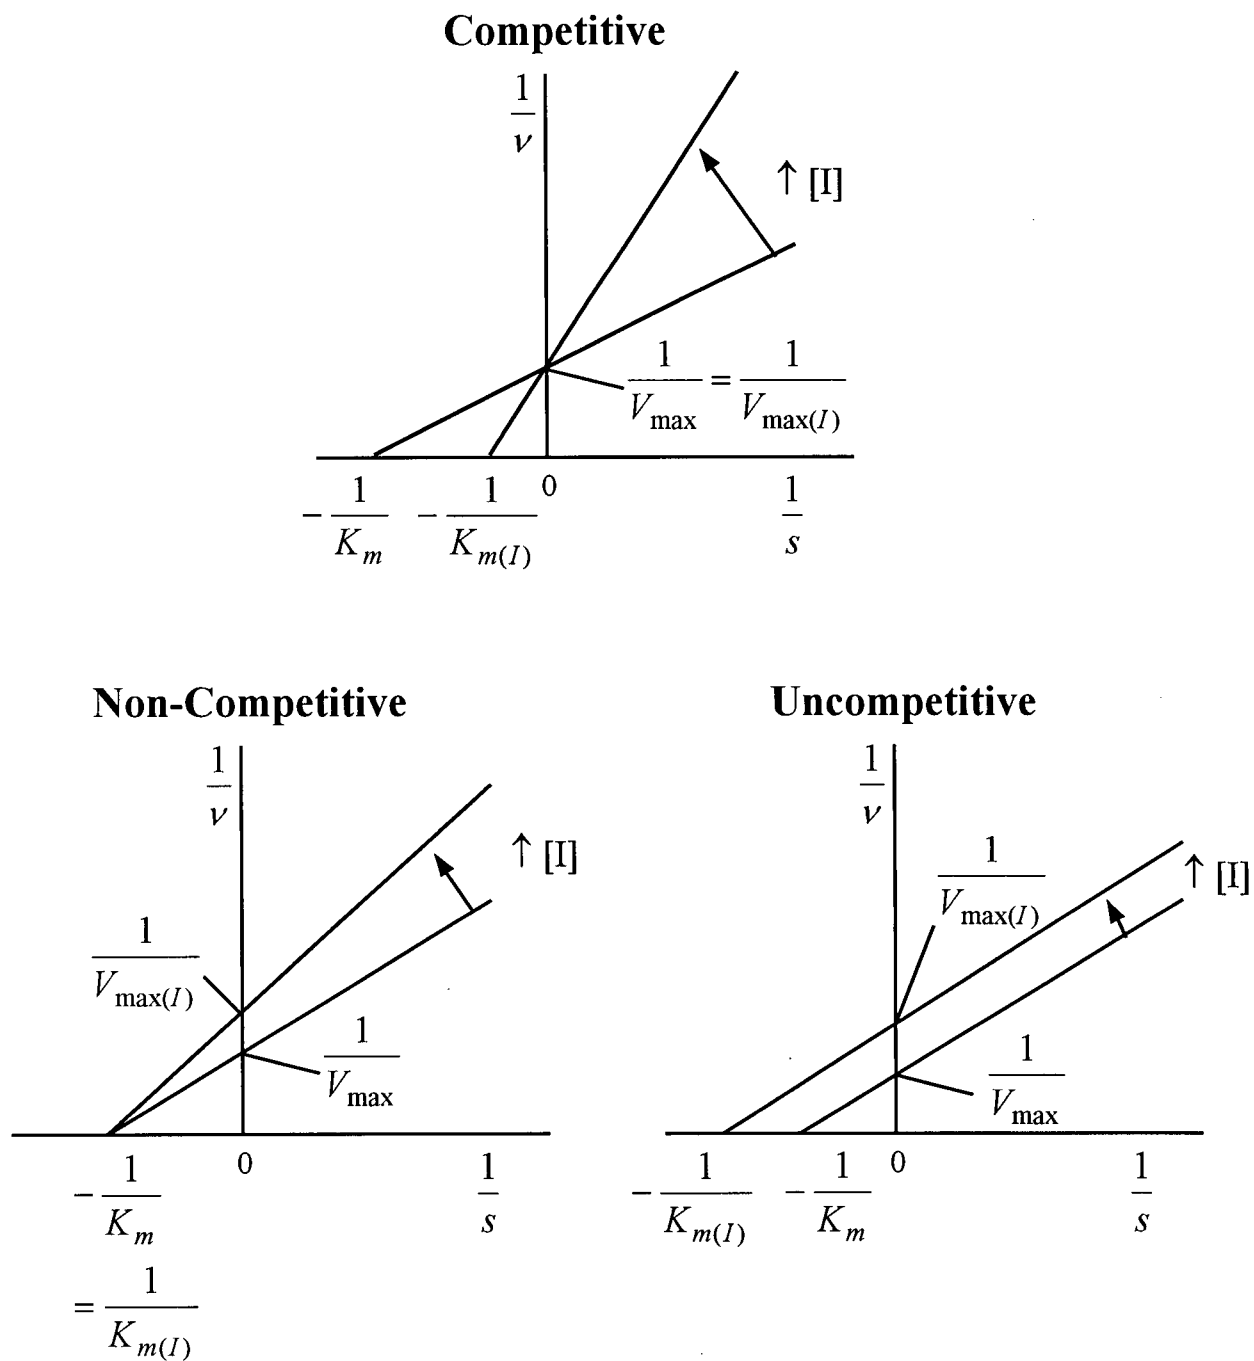 Competitive
1/ν
↑ [I]
1/Vmax = 1/Vmax(I)
− 1/Km − 1/Km(I) 0 1/s
Non-Competitive
1/ν
↑ [I]
1/Vmax(I)
1/Vmax
− 1/Km 0 1/s
= 1/Km(I)
Uncompetitive
1/ν
↑ [I]
1/Vmax(I)
1/Vmax
− 1/Km(I) − 1/Km 0 1/s